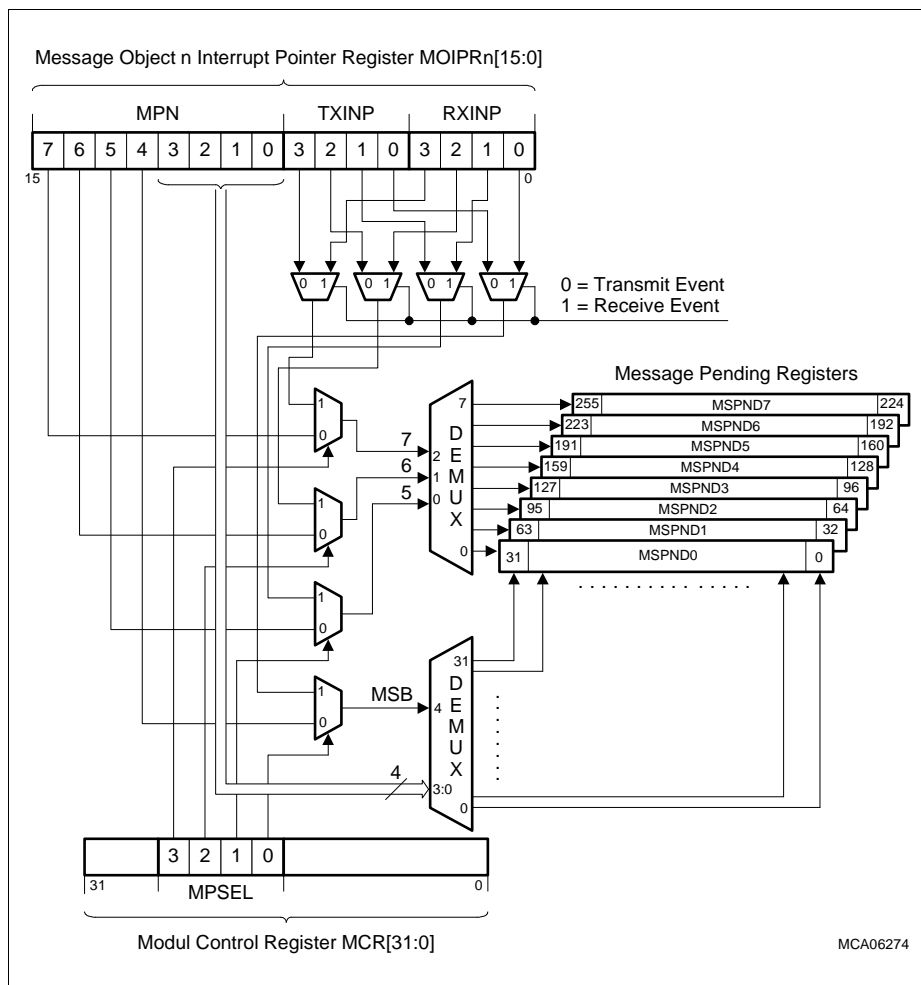 Message Object n Interrupt Pointer Register MOIPRn[15:0]
MPN TXINP RXINP
7 6 5 4 3 2 1 0 3 2 1 0 3 2 1 0
15 0
0 1 0 1 0 1 0 1
0 = Transmit Event
1 = Receive Event
Message Pending Registers
255 MSPND7 224
223 MSPND6 192
191 MSPND5 160
159 MSPND4 128
127 MSPND3 96
95 MSPND2 64
63 MSPND1 32
31 MSPND0 0
1
0
7
6
5
2
1
0
DEMUX
7
0
1
0
1
0
1
0
MSB
4
4
3:0
DEMUX
31
0
. . . . . . . . . . . . . . .
. . . . . . . .
3 2 1 0
31 MPSEL 0
Modul Control Register MCR[31:0]
MCA06274